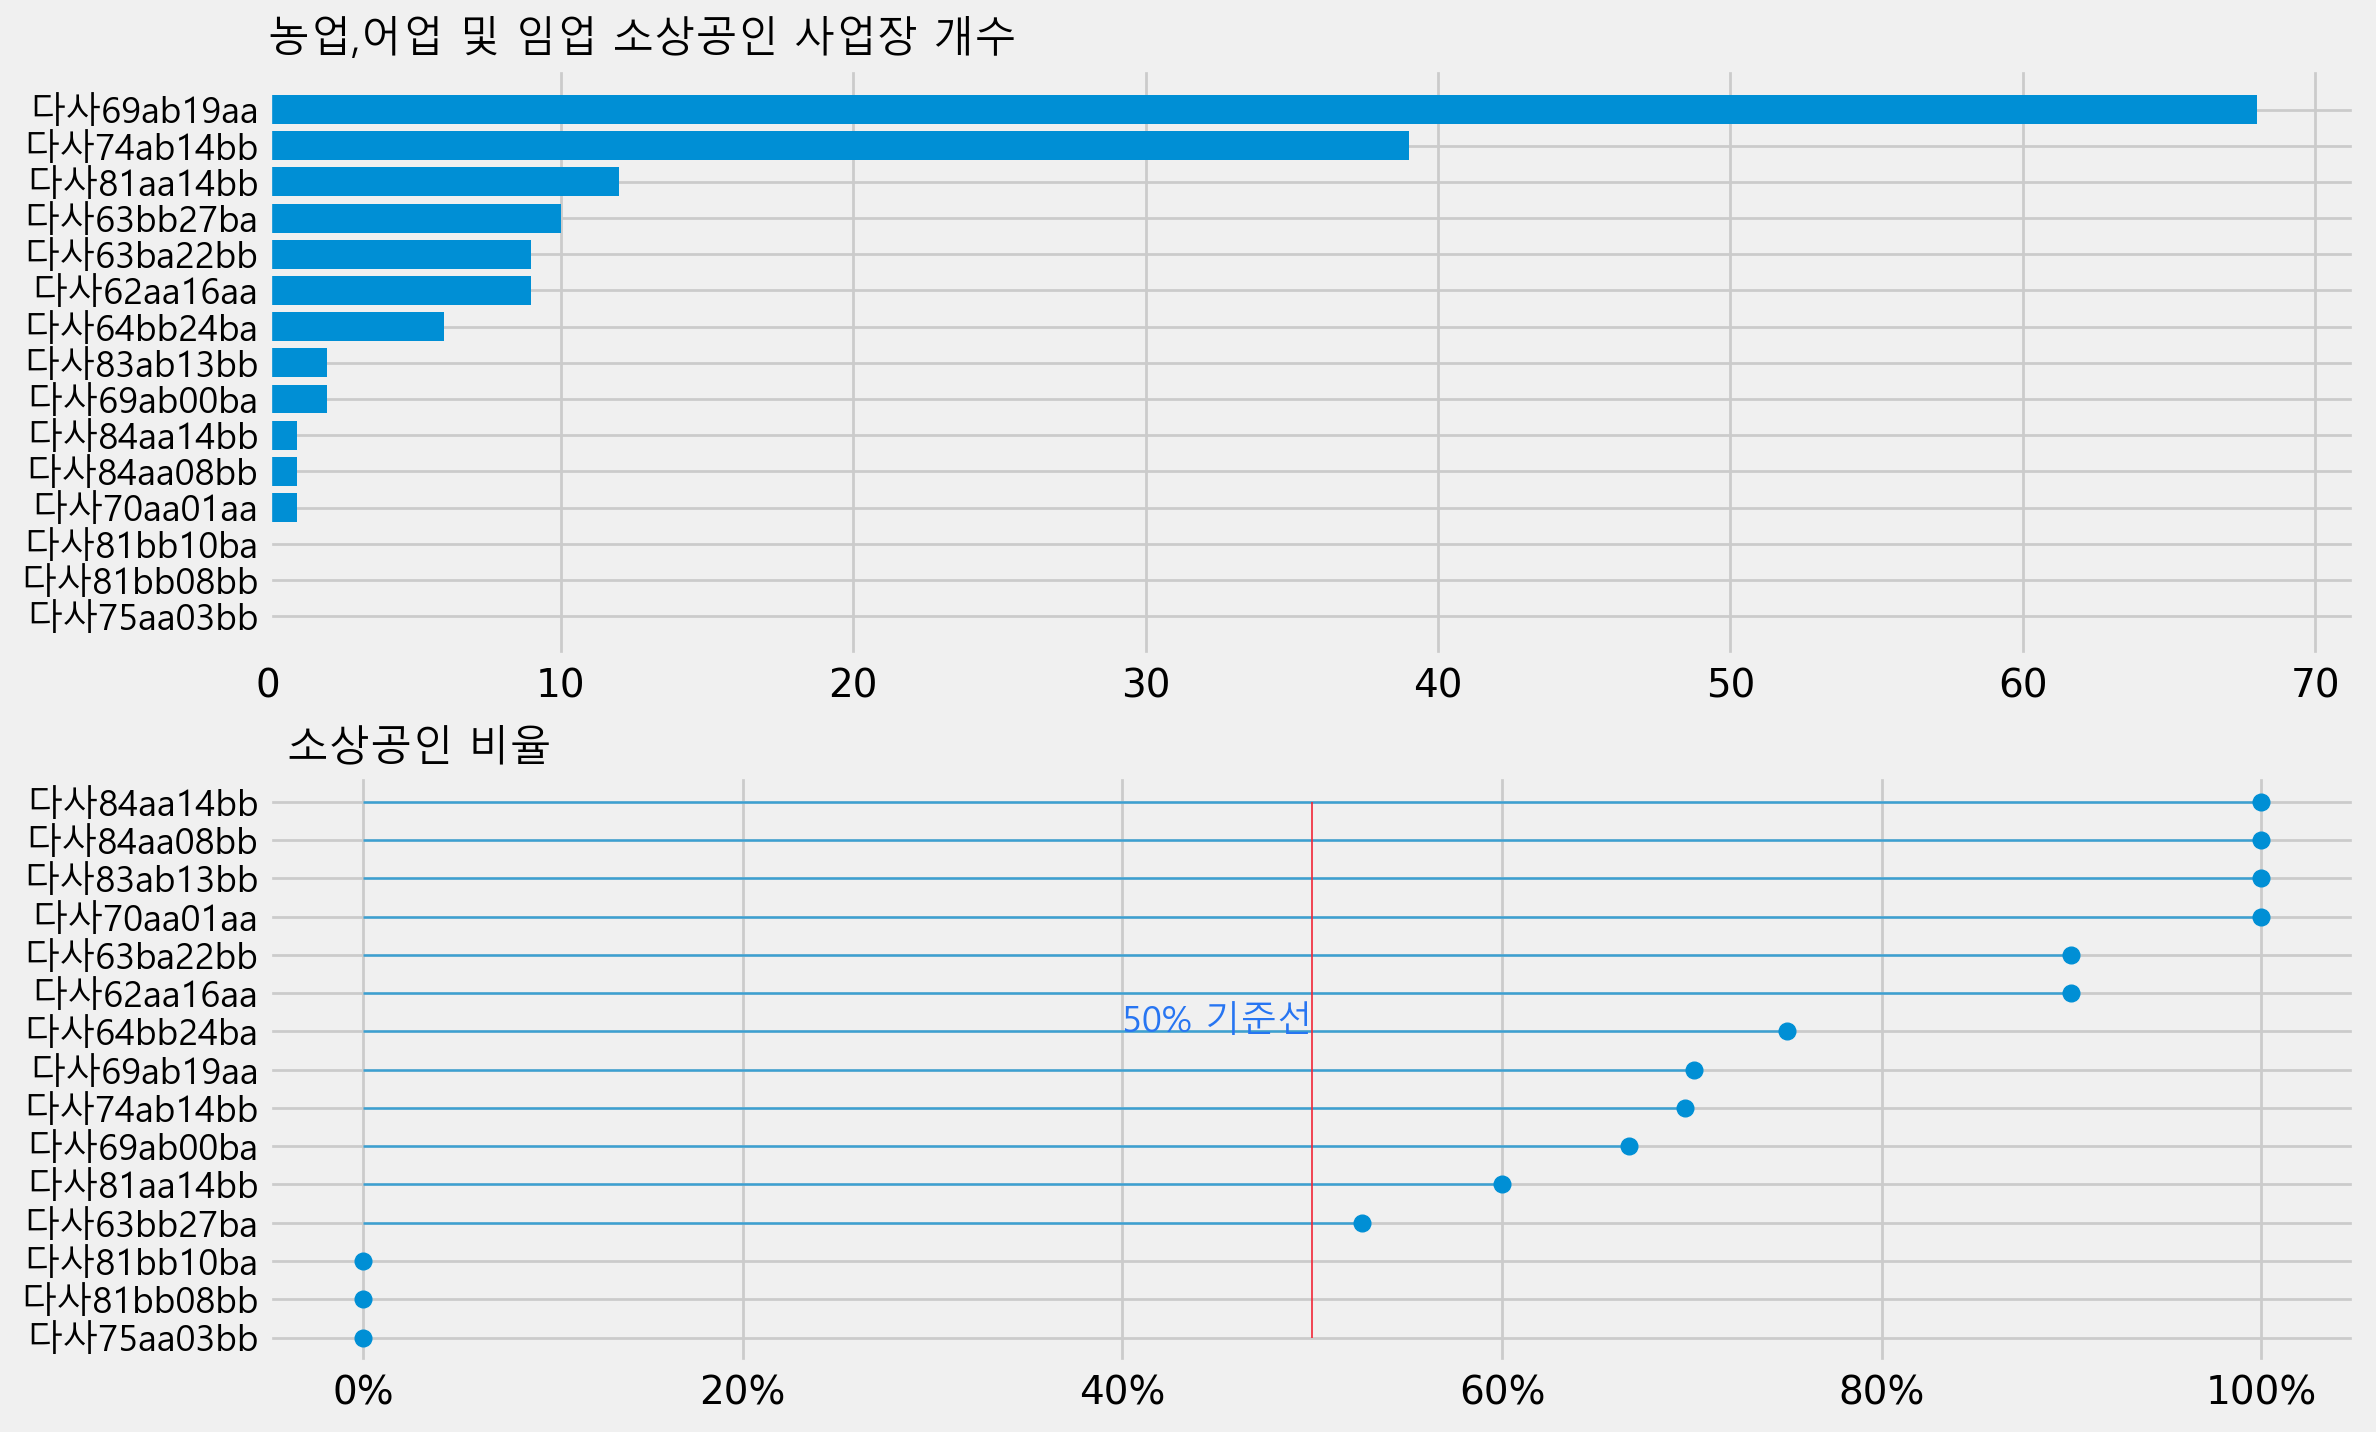 농업,어업 및 임업 소상공인 사업장 개수
다사69ab19aa
다사74ab14bb
다사81aa14bb
다사63bb27ba
다사63ba22bb
다사62aa16aa
다사64bb24ba
다사83ab13bb
다사69ab00ba
다사84aa14bb
다사84aa08bb
다사70aa01aa
다사81bb10ba
다사81bb08bb
다사75aa03bb
0 10 20 30 40 50 60 70
소상공인 비율
다사84aa14bb
다사84aa08bb
다사83ab13bb
다사70aa01aa
다사63ba22bb
다사62aa16aa
50% 기준선
다사64bb24ba
다사69ab19aa
다사74ab14bb
다사69ab00ba
다사81aa14bb
다사63bb27ba
다사81bb10ba
다사81bb08bb
다사75aa03bb
0% 20% 40% 60% 80% 100%